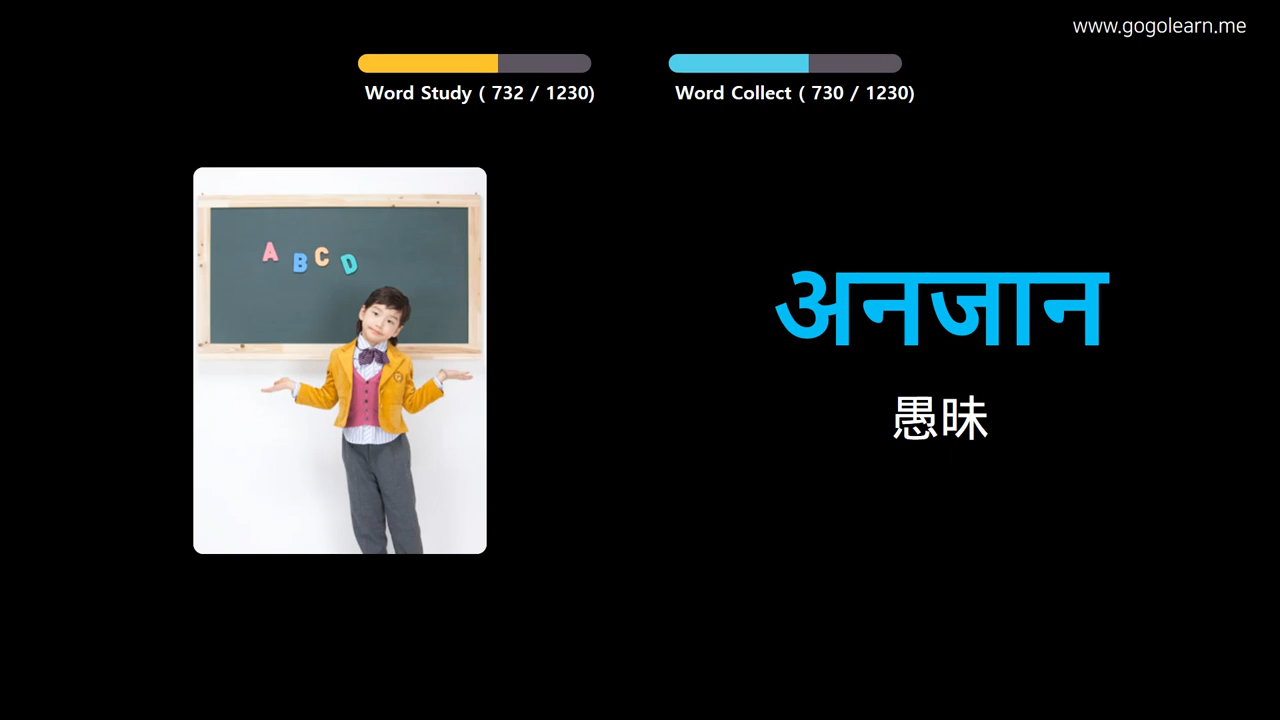 www.gogolearn.me
Word Study ( 732 / 1230)
Word Collect ( 730 / 1230)
A B C D
अनजान
愚昧